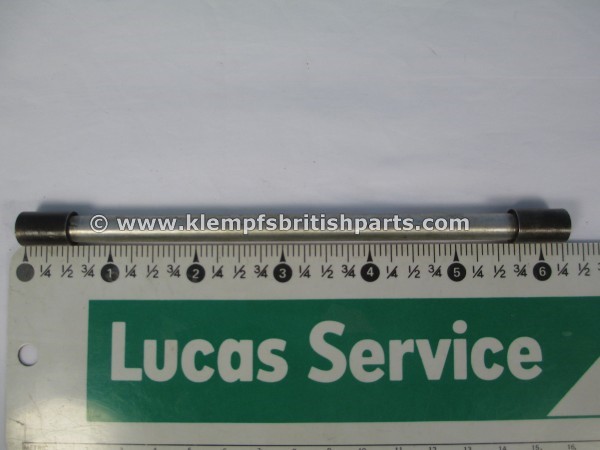 © www.klempfsbritishparts.com
¼ ½ ¾ 1 ¼ ½ ¾ 2 ¼ ½ ¾ 3 ¼ ½ ¾ 4 ¼ ½ ¾ 5 ¼ ½ ¾ 6 ¼ ½
Lucas Service